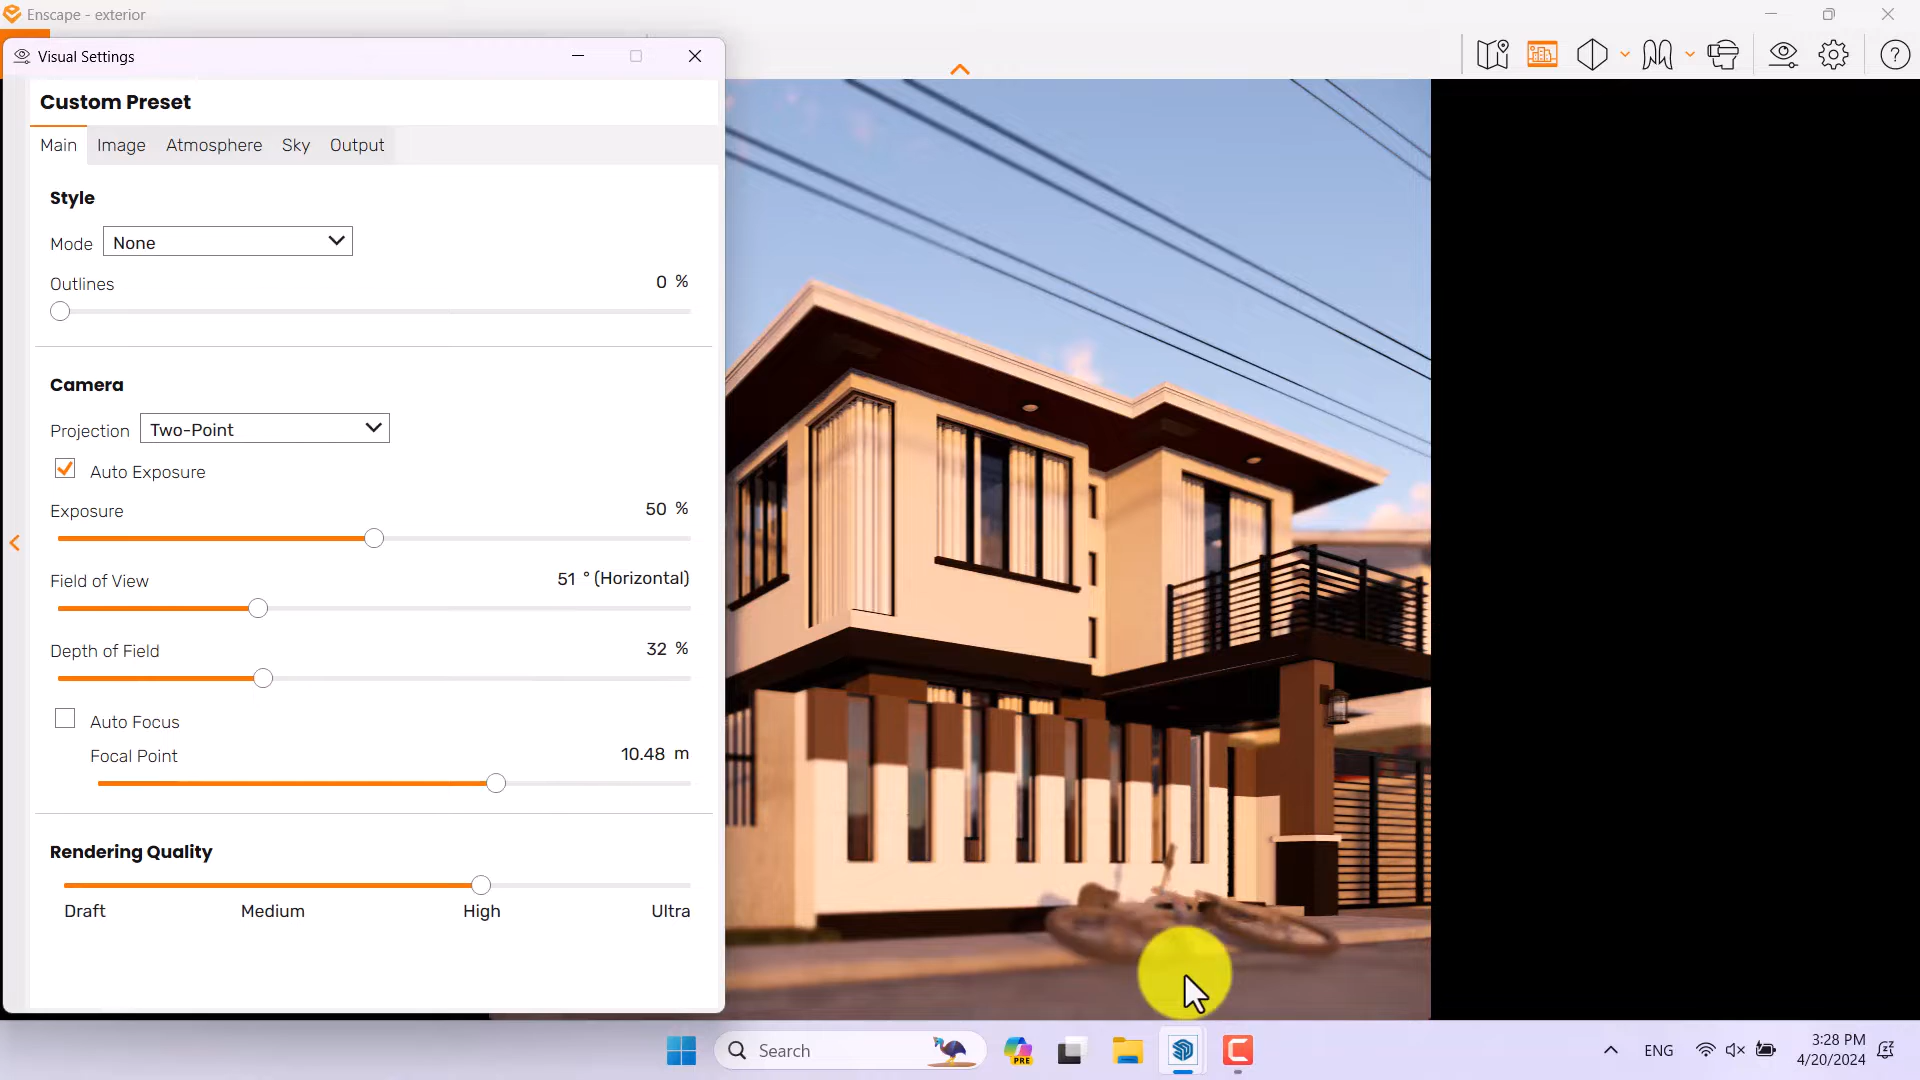 Enscape - exterior
Visual Settings
Custom Preset
Main Image Atmosphere Sky Output
Style
Mode None
Outlines 0 %
Camera
Projection Two-Point
Auto Exposure
Exposure 50 %
Field of View 51 ° (Horizontal)
Depth of Field 32 %
Auto Focus
Focal Point 10.48 m
Rendering Quality
Draft Medium High Ultra
Search
PRE
ENG
3:28 PM
4/20/2024